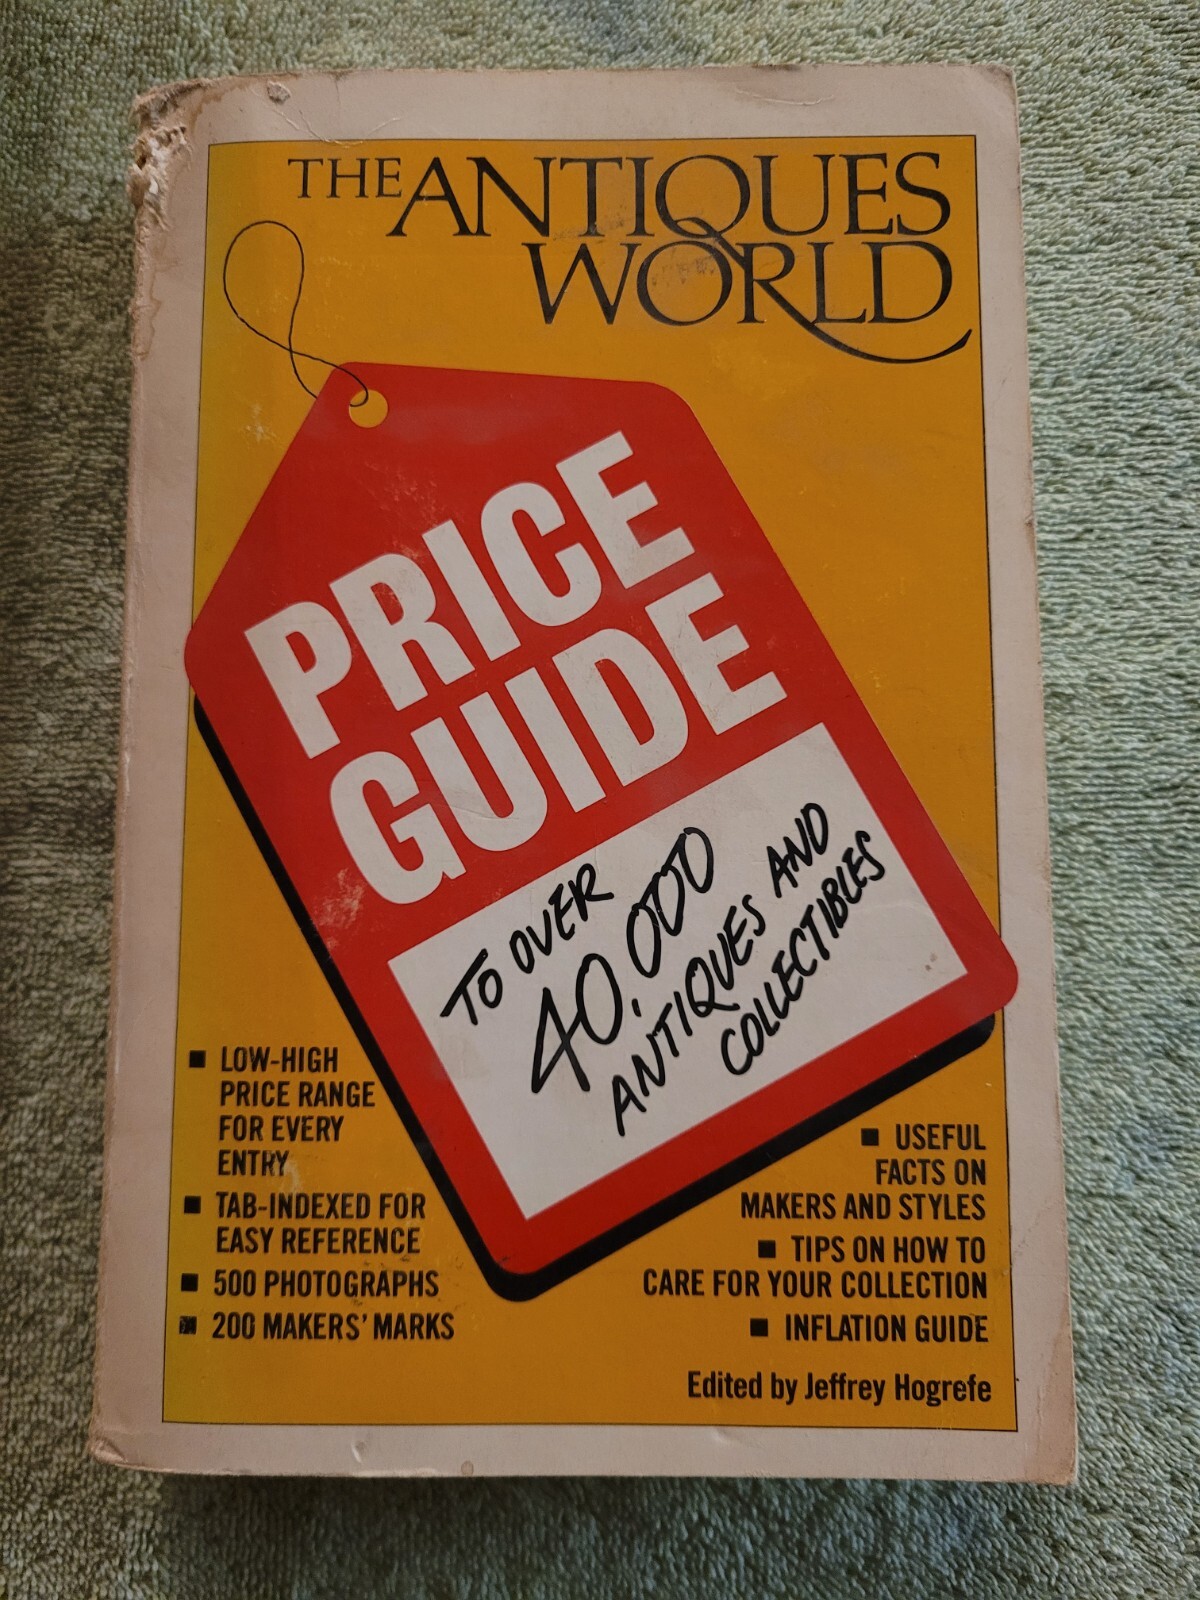 THE ANTIQUES
WORLD
PRICE
GUIDE
TO OVER
40,000
ANTIQUES AND
COLLECTIBLES
■ LOW-HIGH
PRICE RANGE
FOR EVERY
ENTRY
■ TAB-INDEXED FOR
EASY REFERENCE
■ 500 PHOTOGRAPHS
■ 200 MAKERS' MARKS
■ USEFUL
FACTS ON
MAKERS AND STYLES
■ TIPS ON HOW TO
CARE FOR YOUR COLLECTION
■ INFLATION GUIDE
Edited by Jeffrey Hogrefe